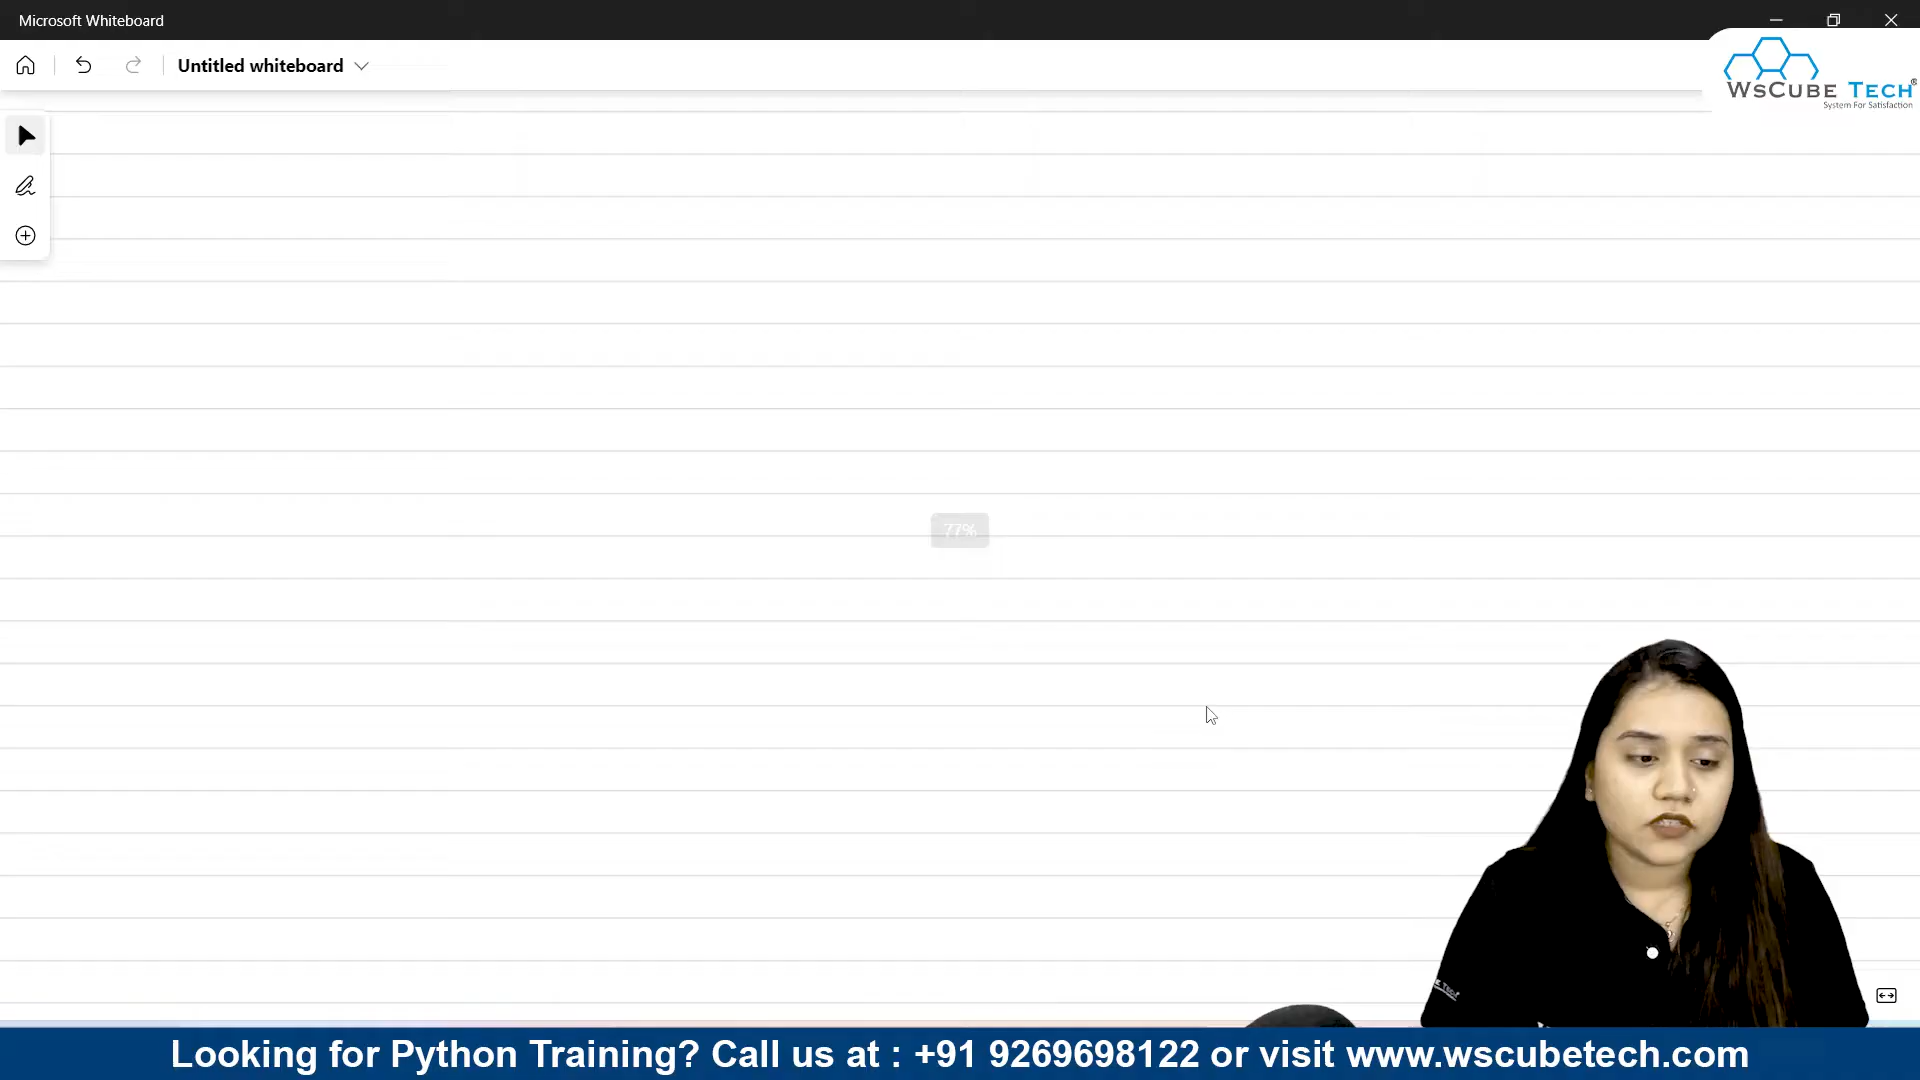 Microsoft Whiteboard
Untitled whiteboard
WsCube Tech®
System For Satisfaction
77%
Looking for Python Training? Call us at : +91 9269698122 or visit www.wscubetech.com